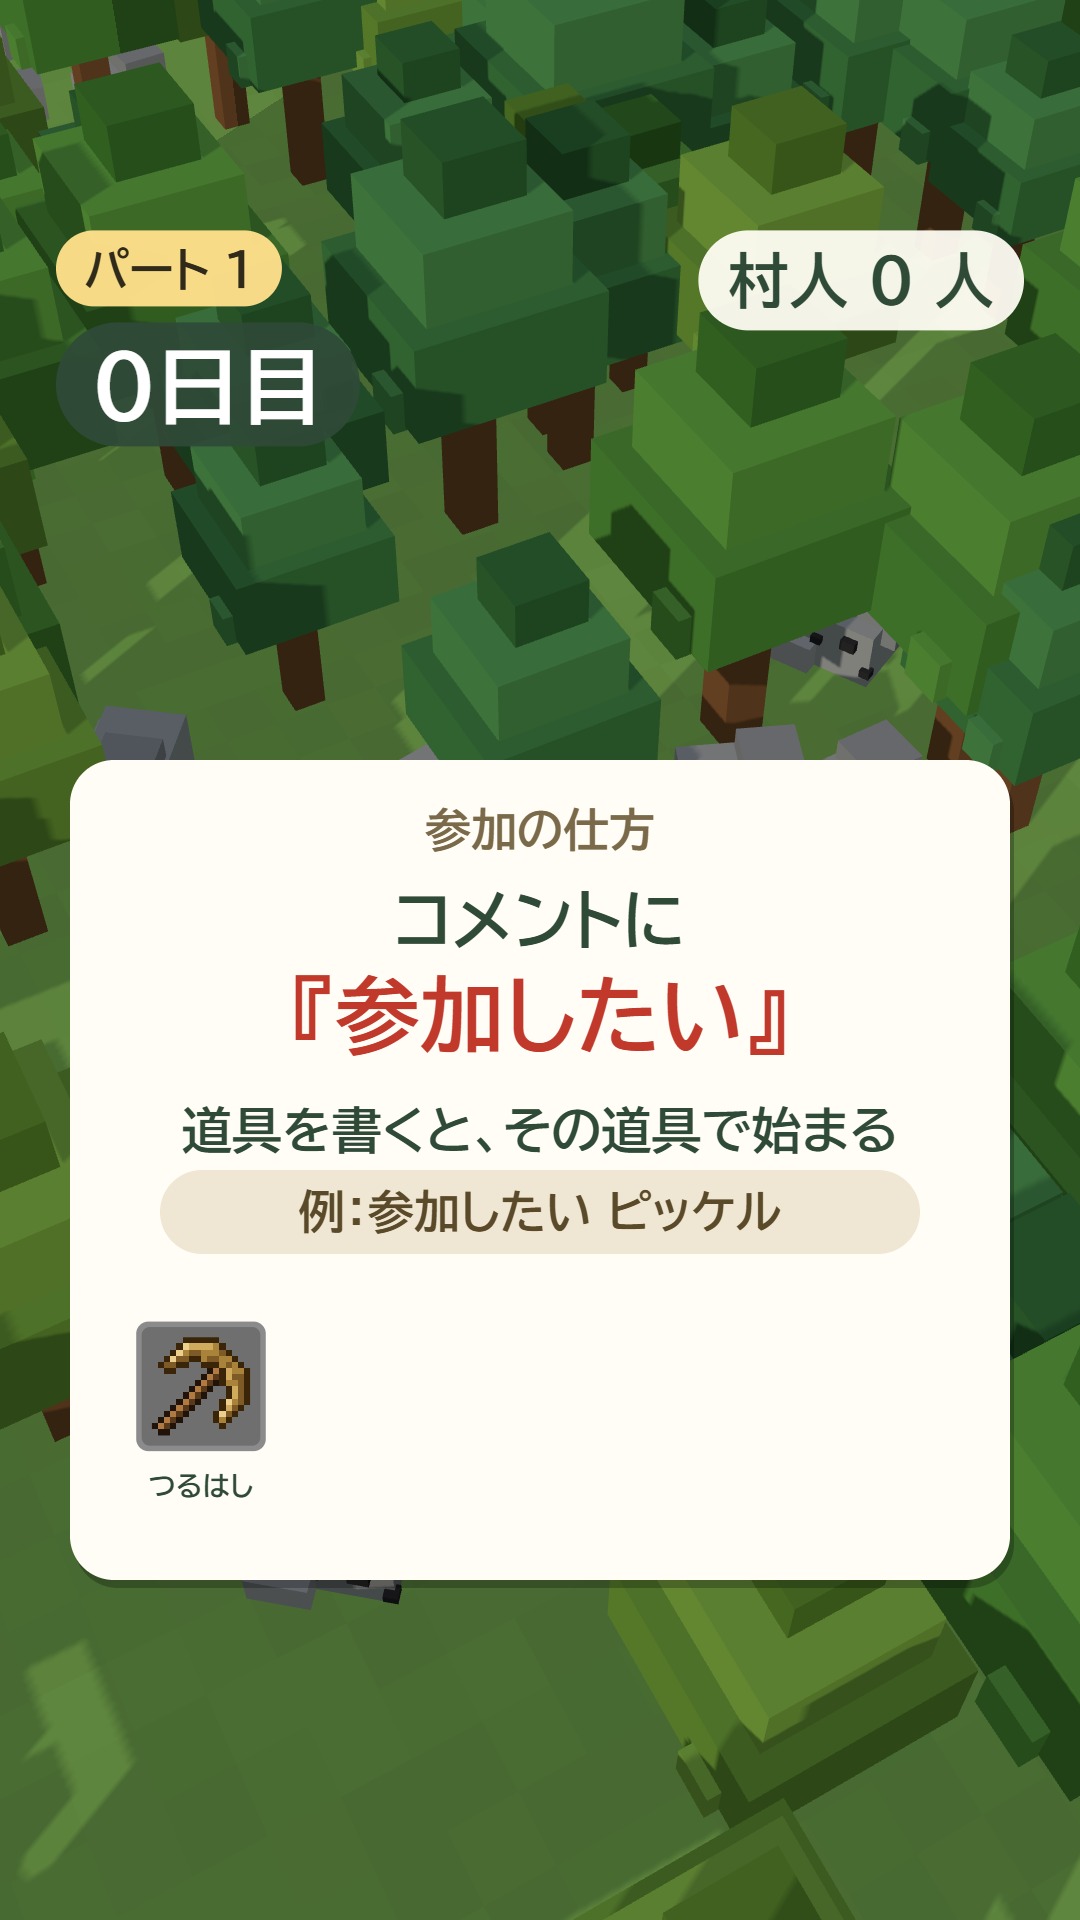 パート 1
村人 0 人
0日目
参加の仕方
コメントに
『参加したい』
道具を書くと、その道具で始まる
例：参加したい ピッケル
つるはし